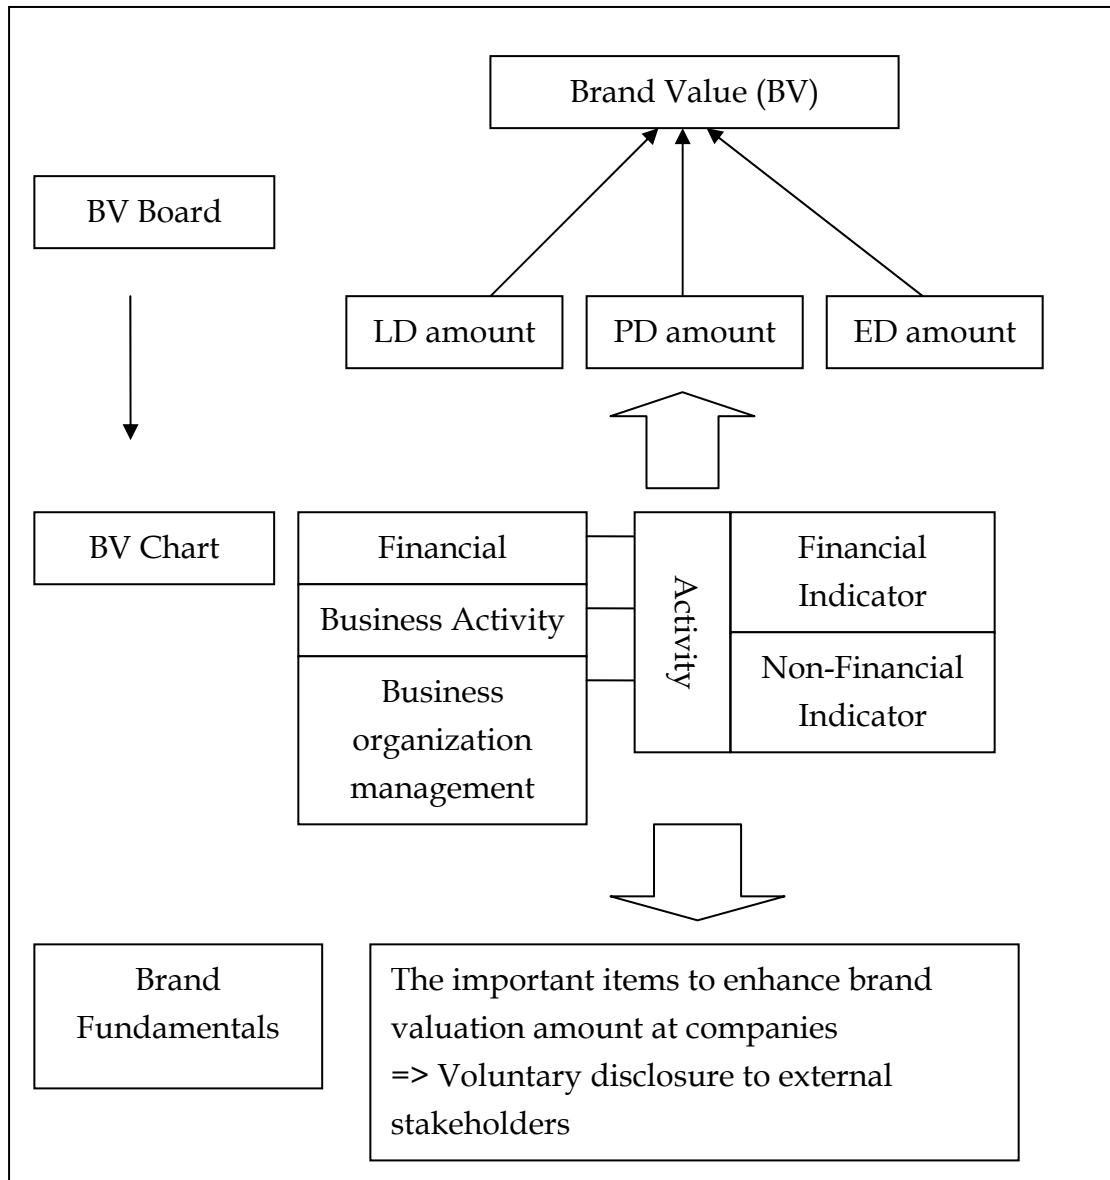 Brand Value (BV)
BV Board
LD amount
PD amount
ED amount
BV Chart
Financial
Business Activity
Business
organization
management
Activity
Financial
Indicator
Non-Financial
Indicator
Brand
Fundamentals
The important items to enhance brand
valuation amount at companies
=> Voluntary disclosure to external
stakeholders